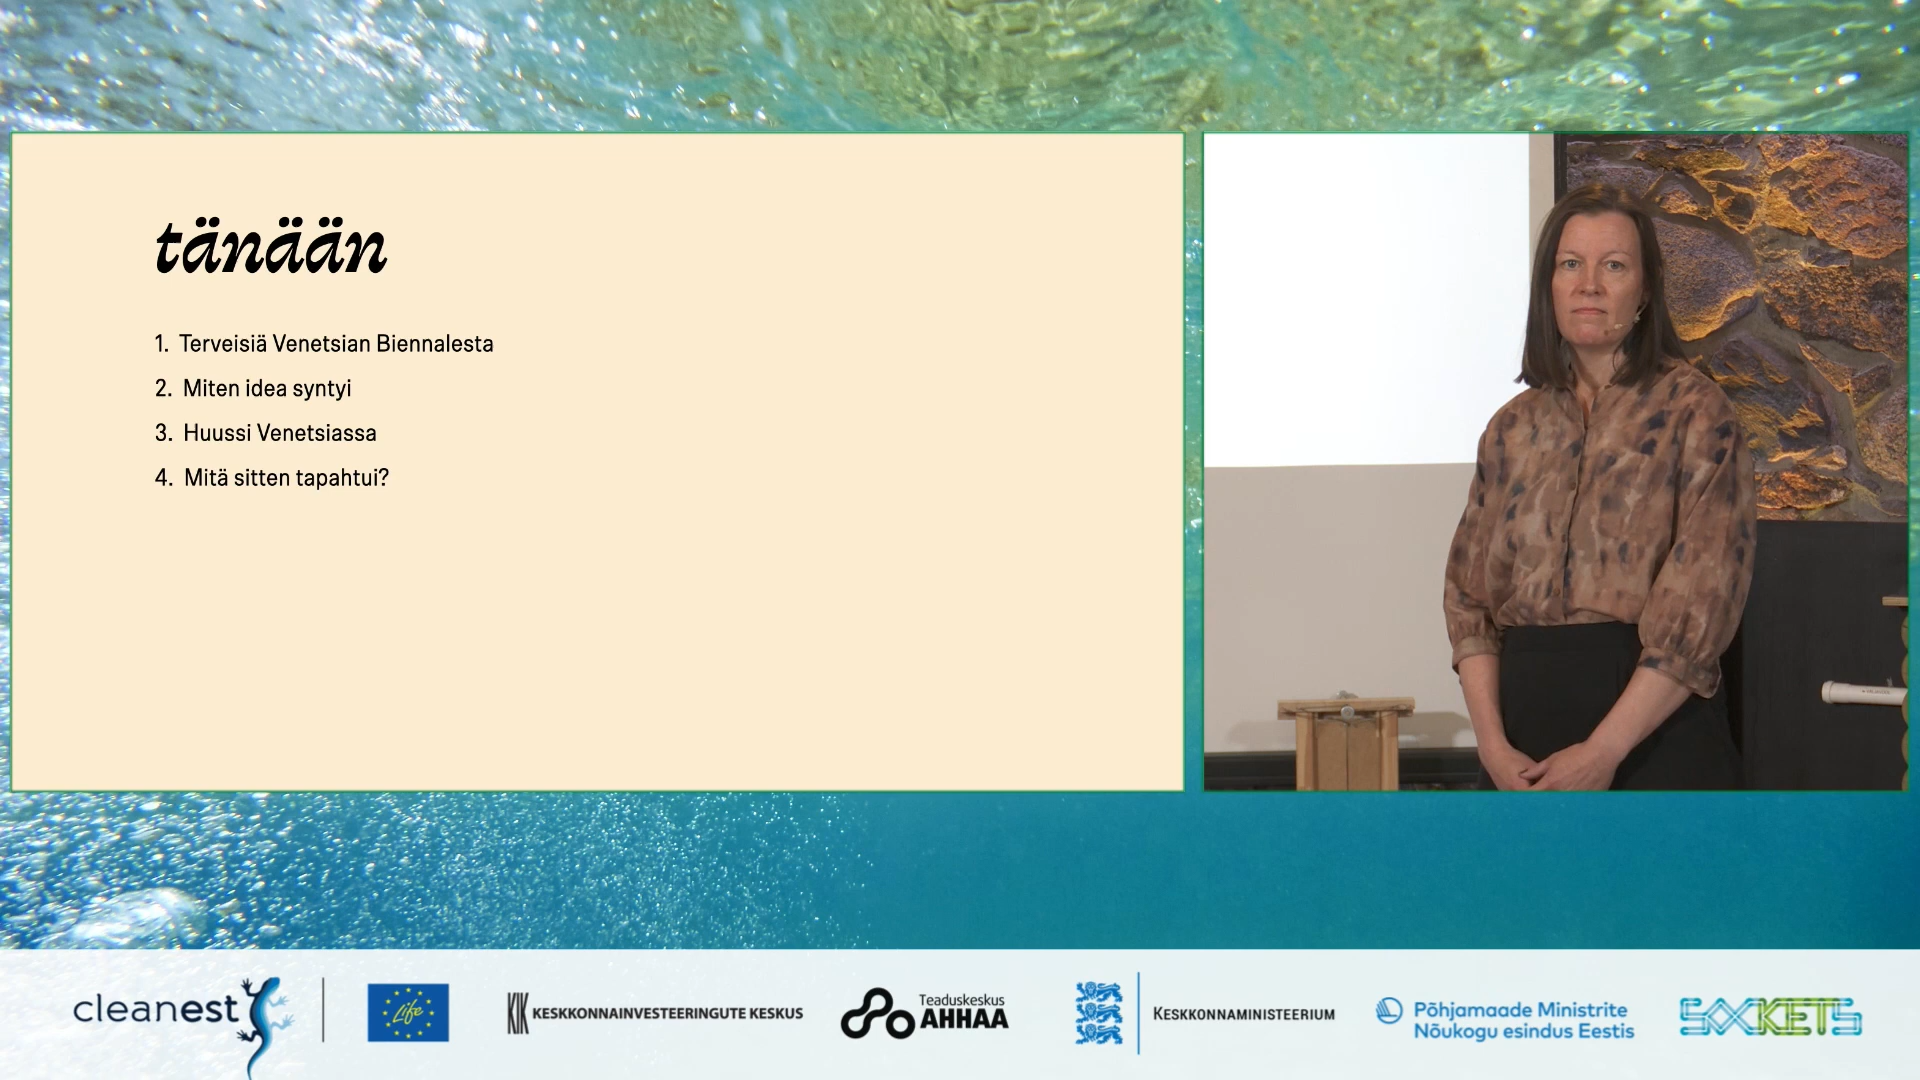 tänään
1. Terveisiä Venetsian Biennalesta
2. Miten idea syntyi
3. Huussi Venetsiassa
4. Mitä sitten tapahtui?
cleanest
Life
KIK KESKKONNAINVESTEERINGUTE KESKUS
Teaduskeskus
AHHAA
KESKKONNAMINISTEERIUM
Põhjamaade Ministrite
Nõukogu esindus Eestis
SOCKETS